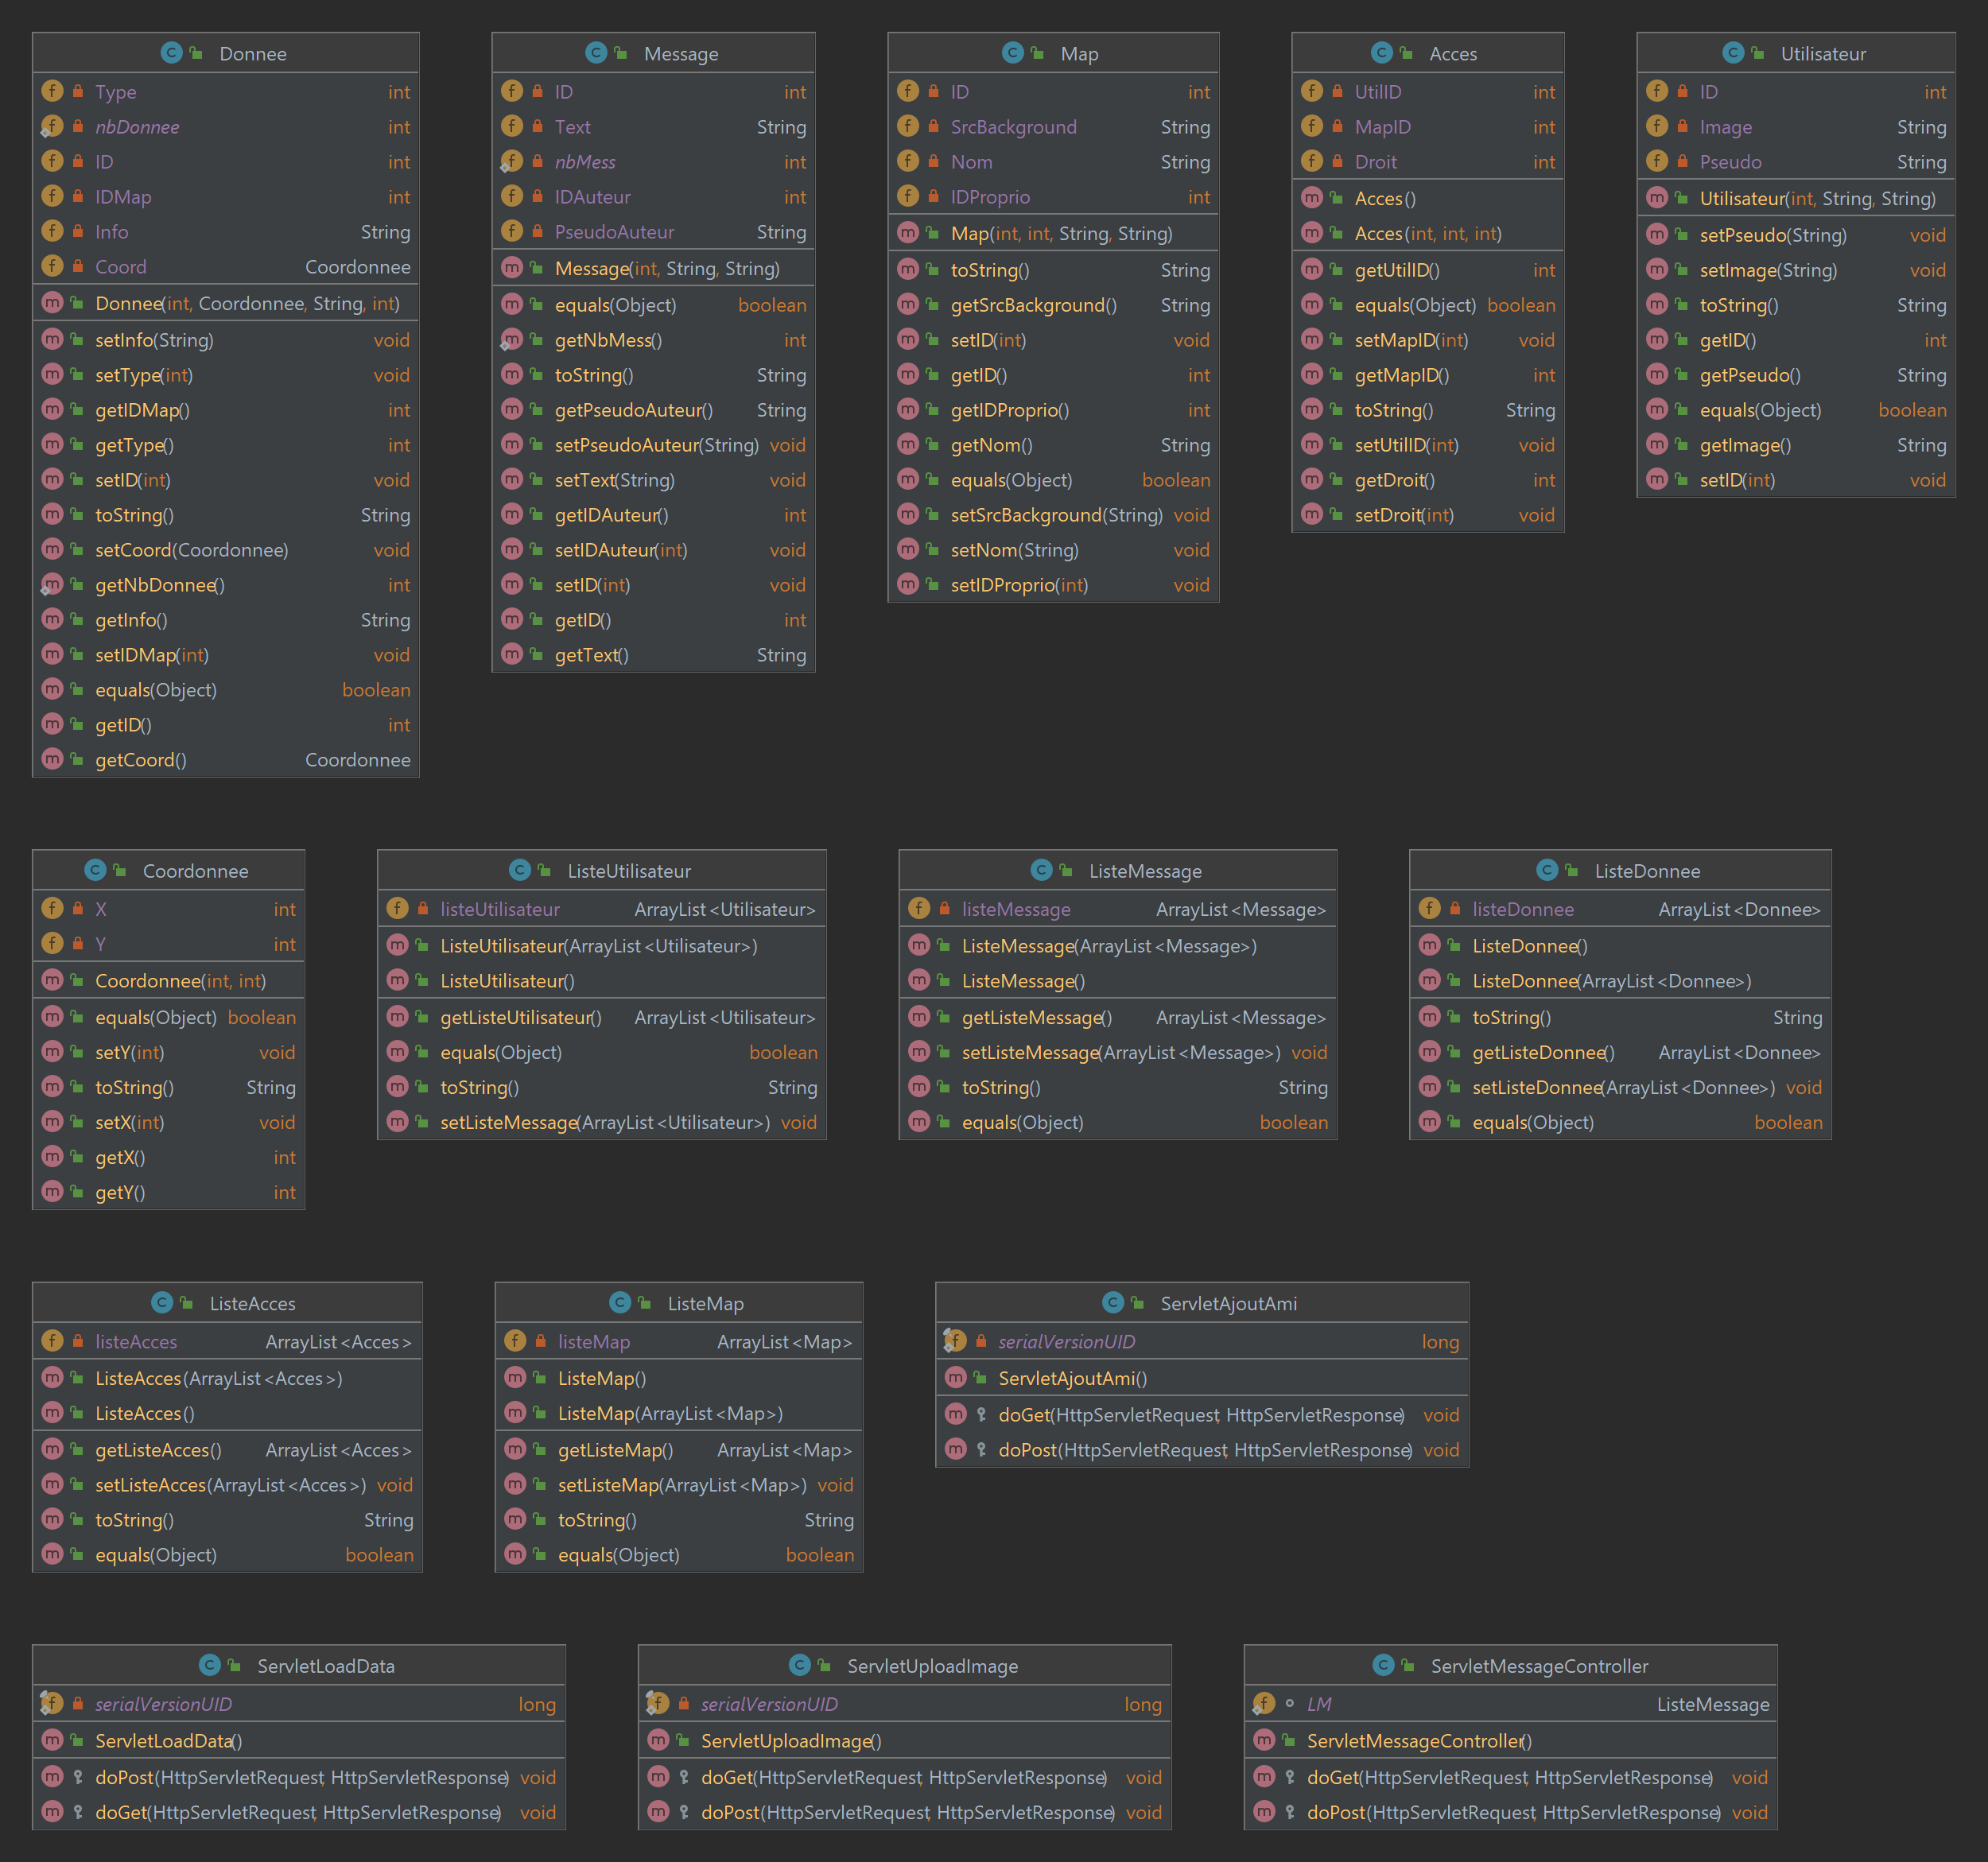 Donnee
Type int
nbDonnee int
ID int
IDMap int
Info String
Coord Coordonnee
Donnee(int, Coordonnee, String, int)
setInfo(String) void
setType(int) void
getIDMap() int
getType() int
setID(int) void
toString() String
setCoord(Coordonnee) void
getNbDonnee() int
getInfo() String
setIDMap(int) void
equals(Object) boolean
getID() int
getCoord() Coordonnee
Message
ID int
Text String
nbMess int
IDAuteur int
PseudoAuteur String
Message(int, String, String)
equals(Object) boolean
getNbMess() int
toString() String
getPseudoAuteur() String
setPseudoAuteur(String) void
setText(String) void
getIDAuteur() int
setIDAuteur(int) void
setID(int) void
getID() int
getText() String
Map
ID int
SrcBackground String
Nom String
IDProprio int
Map(int, int, String, String)
toString() String
getSrcBackground() String
setID(int) void
getID() int
getIDProprio() int
getNom() String
equals(Object) boolean
setSrcBackground(String) void
setNom(String) void
setIDProprio(int) void
Acces
UtilID int
MapID int
Droit int
Acces()
Acces(int, int, int)
getUtilID() int
equals(Object) boolean
setMapID(int) void
getMapID() int
toString() String
setUtilID(int) void
getDroit() int
setDroit(int) void
Utilisateur
ID int
Image String
Pseudo String
Utilisateur(int, String, String)
setPseudo(String) void
setImage(String) void
toString() String
getID() int
getPseudo() String
equals(Object) boolean
getImage() String
setID(int) void
Coordonnee
X int
Y int
Coordonnee(int, int)
equals(Object) boolean
setY(int) void
toString() String
setX(int) void
getX() int
getY() int
ListeUtilisateur
listeUtilisateur ArrayList<Utilisateur>
ListeUtilisateur(ArrayList<Utilisateur>)
ListeUtilisateur()
getListeUtilisateur() ArrayList<Utilisateur>
equals(Object) boolean
toString() String
setListeMessage(ArrayList<Utilisateur>) void
ListeMessage
listeMessage ArrayList<Message>
ListeMessage(ArrayList<Message>)
ListeMessage()
getListeMessage() ArrayList<Message>
setListeMessage(ArrayList<Message>) void
toString() String
equals(Object) boolean
ListeDonnee
listeDonnee ArrayList<Donnee>
ListeDonnee()
ListeDonnee(ArrayList<Donnee>)
toString() String
getListeDonnee() ArrayList<Donnee>
setListeDonnee(ArrayList<Donnee>) void
equals(Object) boolean
ListeAcces
listeAcces ArrayList<Acces>
ListeAcces(ArrayList<Acces>)
ListeAcces()
getListeAcces() ArrayList<Acces>
setListeAcces(ArrayList<Acces>) void
toString() String
equals(Object) boolean
ListeMap
listeMap ArrayList<Map>
ListeMap()
ListeMap(ArrayList<Map>)
getListeMap() ArrayList<Map>
setListeMap(ArrayList<Map>) void
toString() String
equals(Object) boolean
ServletAjoutAmi
serialVersionUID long
ServletAjoutAmi()
doGet(HttpServletRequest, HttpServletResponse) void
doPost(HttpServletRequest, HttpServletResponse) void
ServletLoadData
serialVersionUID long
ServletLoadData()
doPost(HttpServletRequest, HttpServletResponse) void
doGet(HttpServletRequest, HttpServletResponse) void
ServletUploadImage
serialVersionUID long
ServletUploadImage()
doGet(HttpServletRequest, HttpServletResponse) void
doPost(HttpServletRequest, HttpServletResponse) void
ServletMessageController
LM ListeMessage
ServletMessageController()
doGet(HttpServletRequest, HttpServletResponse) void
doPost(HttpServletRequest, HttpServletResponse) void